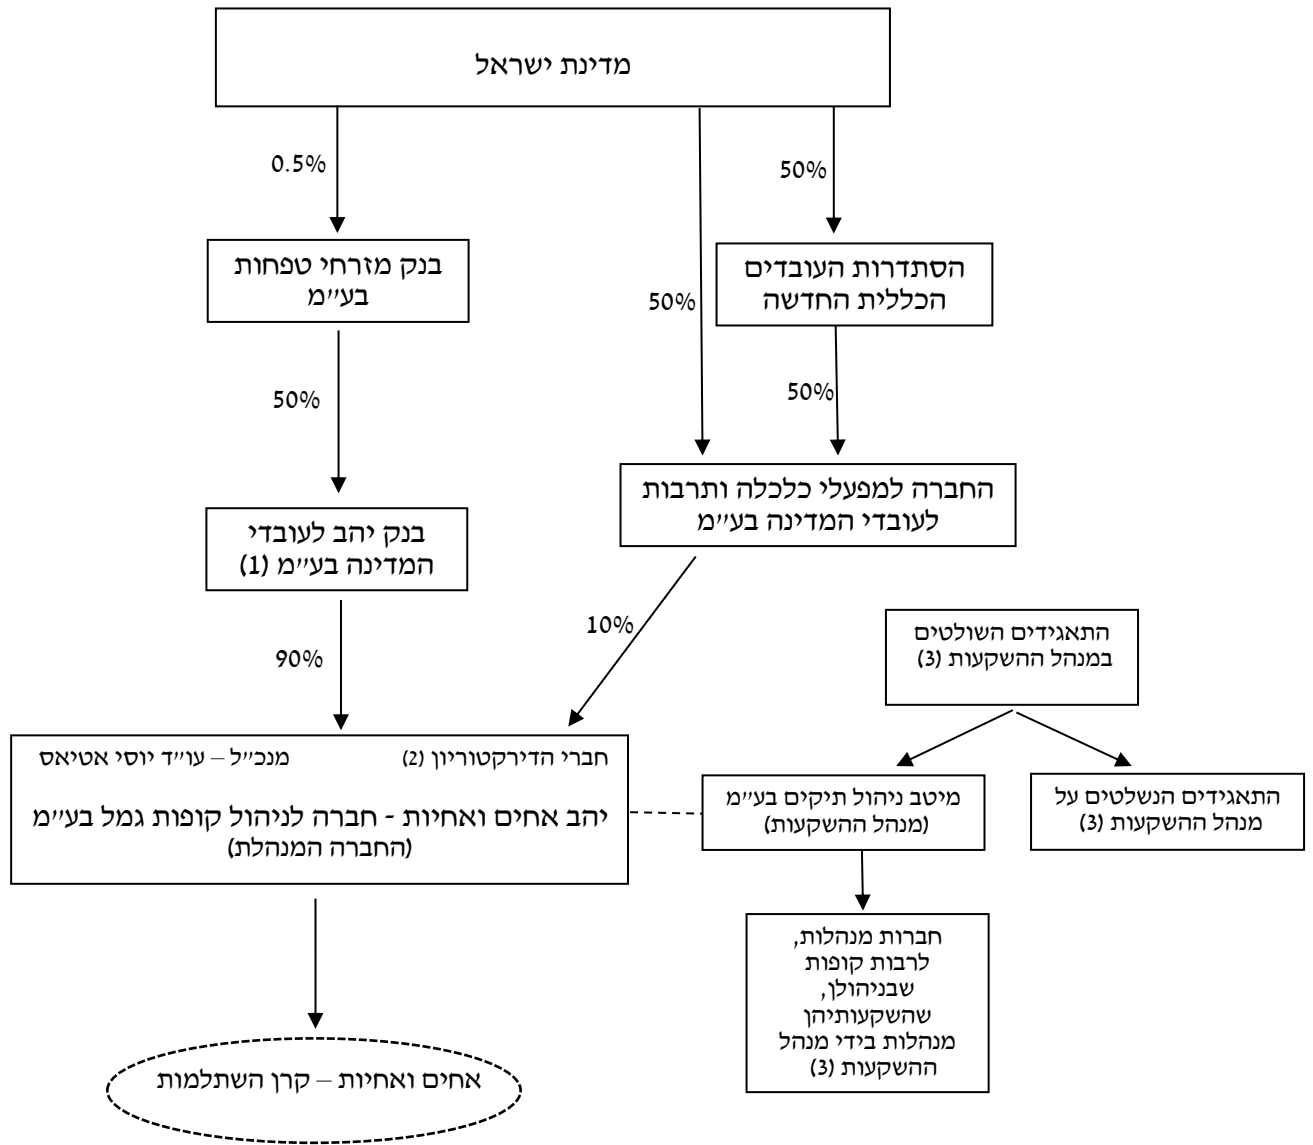 מדינת ישראל
0.5%
50%
בנק מזרחי טפחות
בע״מ
הסתדרות העובדים
הכללית החדשה
50%
50%
50%
החברה למפעלי כלכלה ותרבות
לעובדי המדינה בע״מ
בנק יהב לעובדי
המדינה בע״מ (1)
10%
90%
התאגידים השולטים
במנהל ההשקעות (3)
חברי הדירקטוריון (2) מנכ״ל – עו״ד יוסי אטיאס
יהב אחים ואחיות - חברה לניהול קופות גמל בע״מ
(החברה המנהלת)
מיטב ניהול תיקים בע״מ
(מנהל ההשקעות)
התאגידים הנשלטים על
מנהל ההשקעות (3)
חברות מנהלות,
לרבות קופות
שבניהולן,
שהשקעותיהן
מנהלות בידי מנהל
ההשקעות (3)
אחים ואחיות – קרן השתלמות